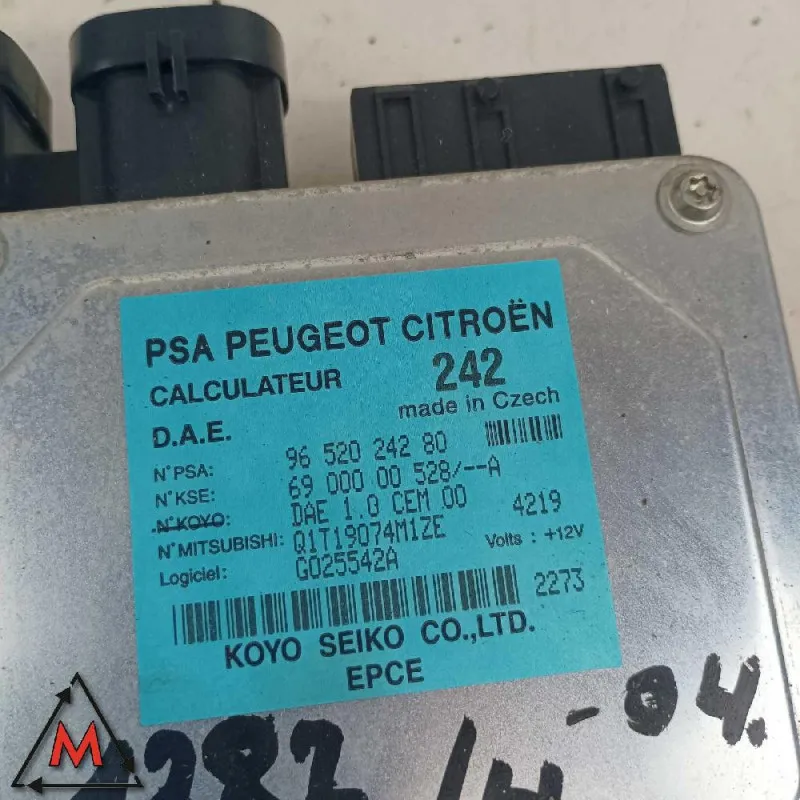 PSA PEUGEOT CITROËN
CALCULATEUR 242
D.A.E. made in Czech
N°PSA: 96 520 242 80
N°KSE: 69 000 00 528/--A
N°KOYO: DAE 1.0 CEM 00 4219
N°MITSUBISHI: Q1T19074M1ZE Volts : +12V
Logiciel: G025542A
2273
KOYO SEIKO CO.,LTD.
EPCE
M
-04.